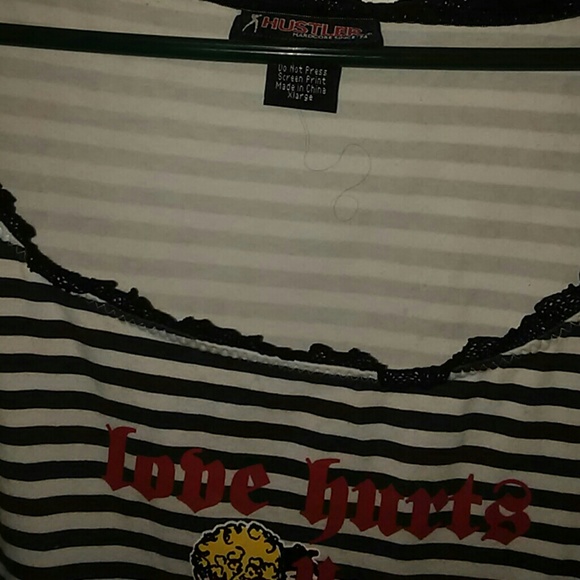 HUSTLER
Do Not Press
Screen Print
Made in China
Xlarge
love hurts